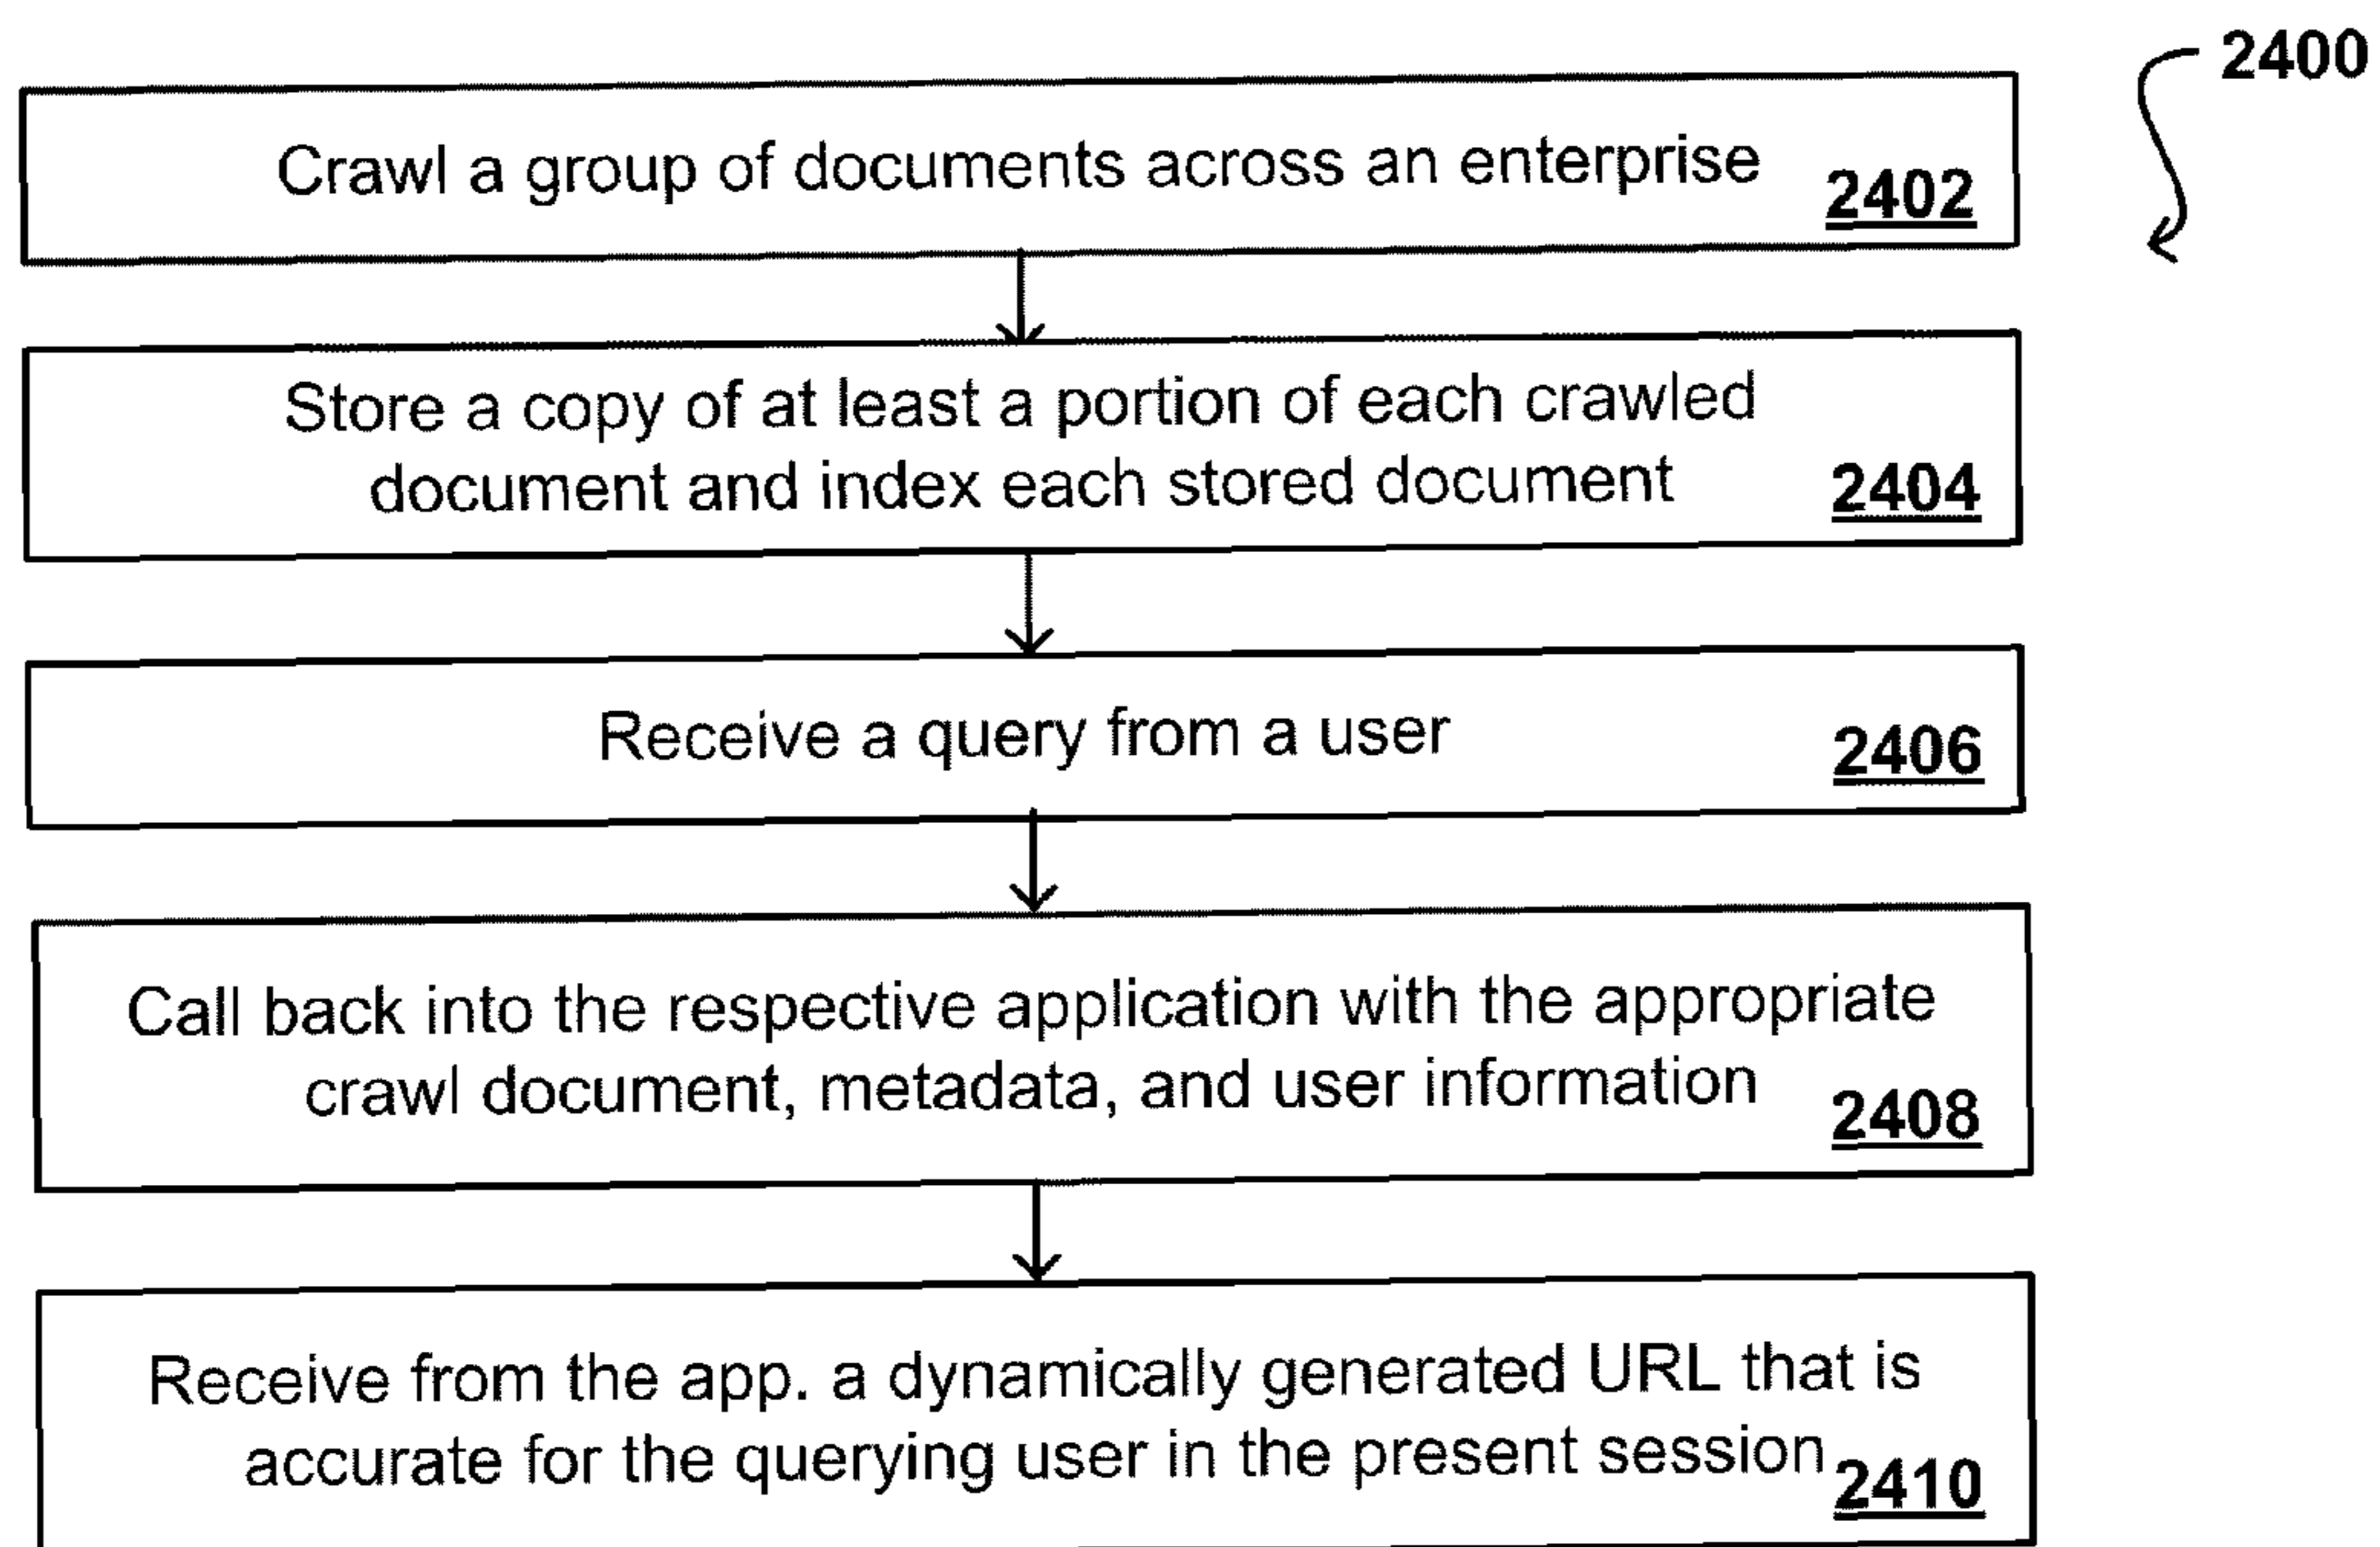 2400
Crawl a group of documents across an enterprise
2402
Store a copy of at least a portion of each crawled
document and index each stored document
2404
Receive a query from a user
2406
Call back into the respective application with the appropriate
crawl document, metadata, and user information
2408
Receive from the app. a dynamically generated URL that is
accurate for the querying user in the present session
2410